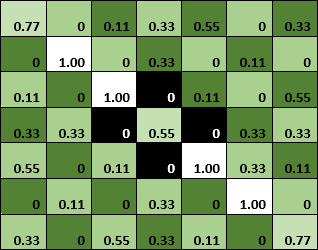 0.77 0 0.11 0.33 0.55 0 0.33
0 1.00 0 0.33 0 0.11 0
0.11 0 1.00 0 0.11 0 0.55
0.33 0.33 0 0.55 0 0.33 0.33
0.55 0 0.11 0 1.00 0.33 0.11
0 0.11 0 0.33 0 1.00 0
0.33 0 0.55 0.33 0.11 0 0.77